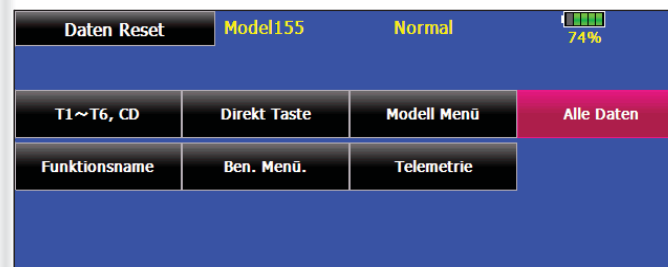 Daten Reset Model155 Normal 74%
T1~T6, CD Direkt Taste Modell Menü Alle Daten
Funktionsname Ben. Menü. Telemetrie